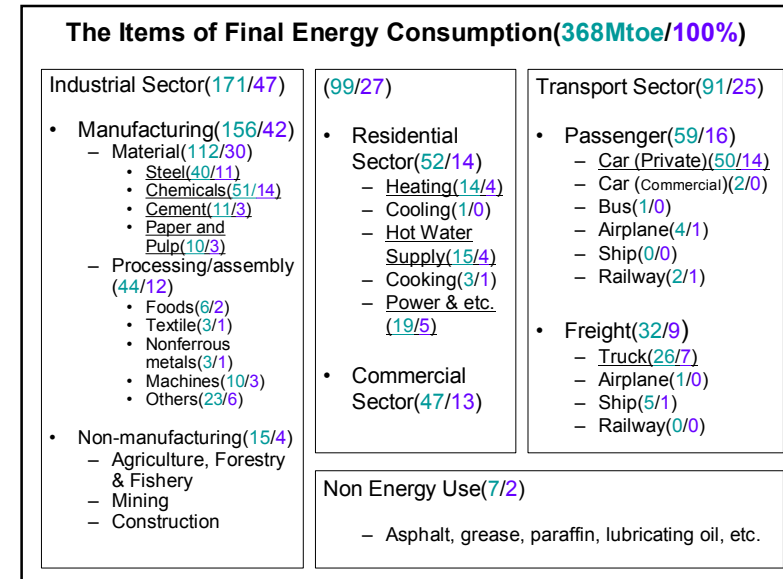 The Items of Final Energy Consumption(368Mtoe/100%)
Industrial Sector(171/47)
• Manufacturing(156/42)
– Material(112/30)
• Steel(40/11)
• Chemicals(51/14)
• Cement(11/3)
• Paper and
Pulp(10/3)
– Processing/assembly
(44/12)
• Foods(6/2)
• Textile(3/1)
• Nonferrous
metals(3/1)
• Machines(10/3)
• Others(23/6)
• Non-manufacturing(15/4)
– Agriculture, Forestry
& Fishery
– Mining
– Construction
(99/27)
• Residential
Sector(52/14)
– Heating(14/4)
– Cooling(1/0)
– Hot Water
Supply(15/4)
– Cooking(3/1)
– Power & etc.
(19/5)
• Commercial
Sector(47/13)
Transport Sector(91/25)
• Passenger(59/16)
– Car (Private)(50/14)
– Car (Commercial)(2/0)
– Bus(1/0)
– Airplane(4/1)
– Ship(0/0)
– Railway(2/1)
• Freight(32/9)
– Truck(26/7)
– Airplane(1/0)
– Ship(5/1)
– Railway(0/0)
Non Energy Use(7/2)
– Asphalt, grease, paraffin, lubricating oil, etc.